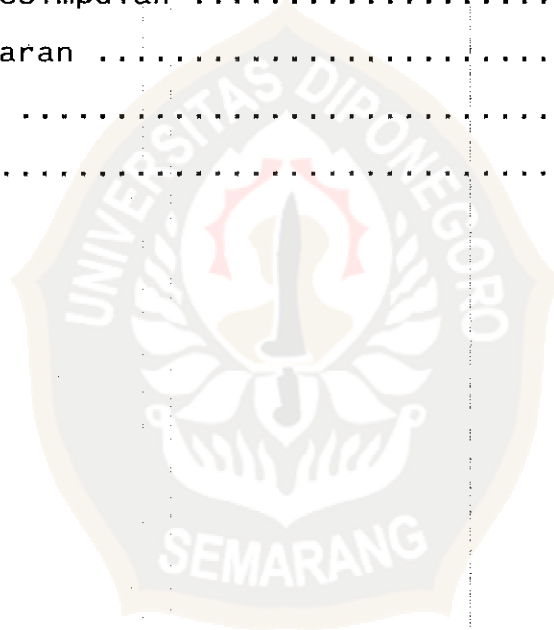 esimpulan ..........................
aran ..........................
..........................
..........................
UNIVERSITAS DIPONEGORO
SEMARANG